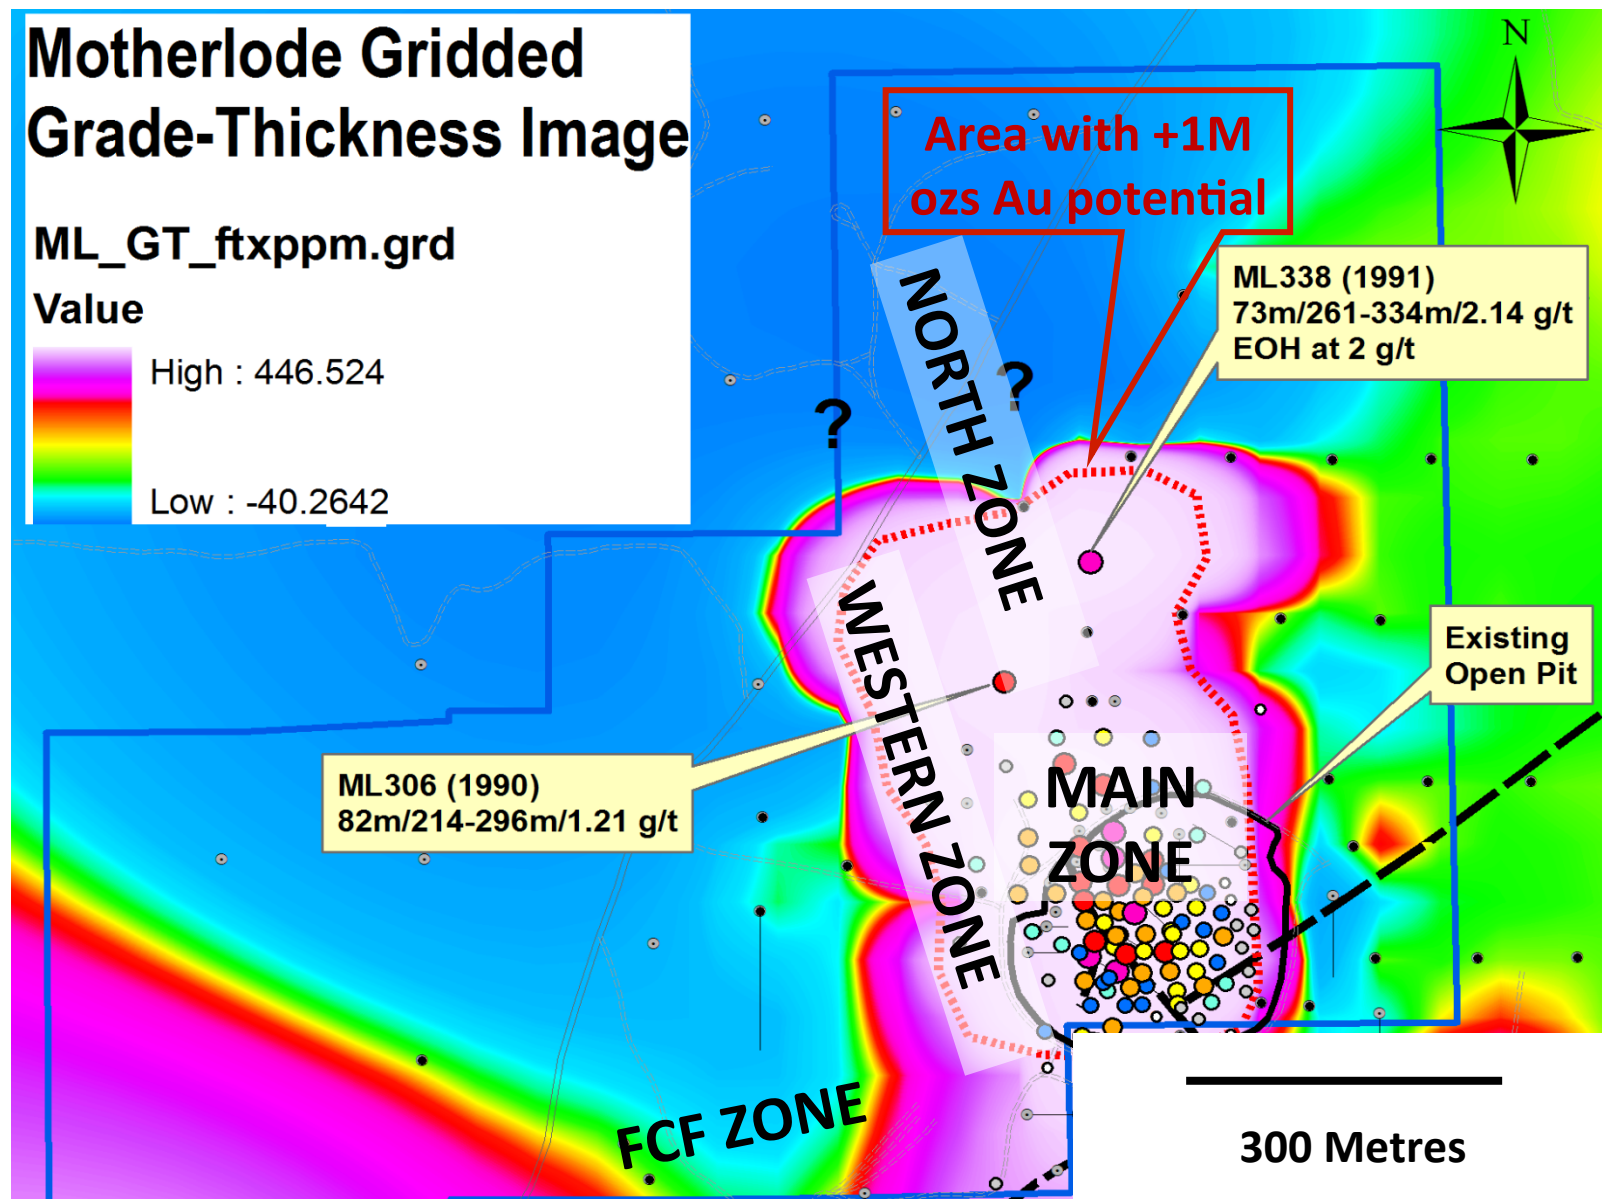 Motherlode Gridded
Grade-Thickness Image
ML_GT_ftxppm.grd
Value
High : 446.524
Low : -40.2642
N
Area with +1M
ozs Au potential
ML338 (1991)
73m/261-334m/2.14 g/t
EOH at 2 g/t
NORTH ZONE
?
?
WESTERN ZONE
Existing
Open Pit
ML306 (1990)
82m/214-296m/1.21 g/t
MAIN
ZONE
FCF ZONE
300 Metres